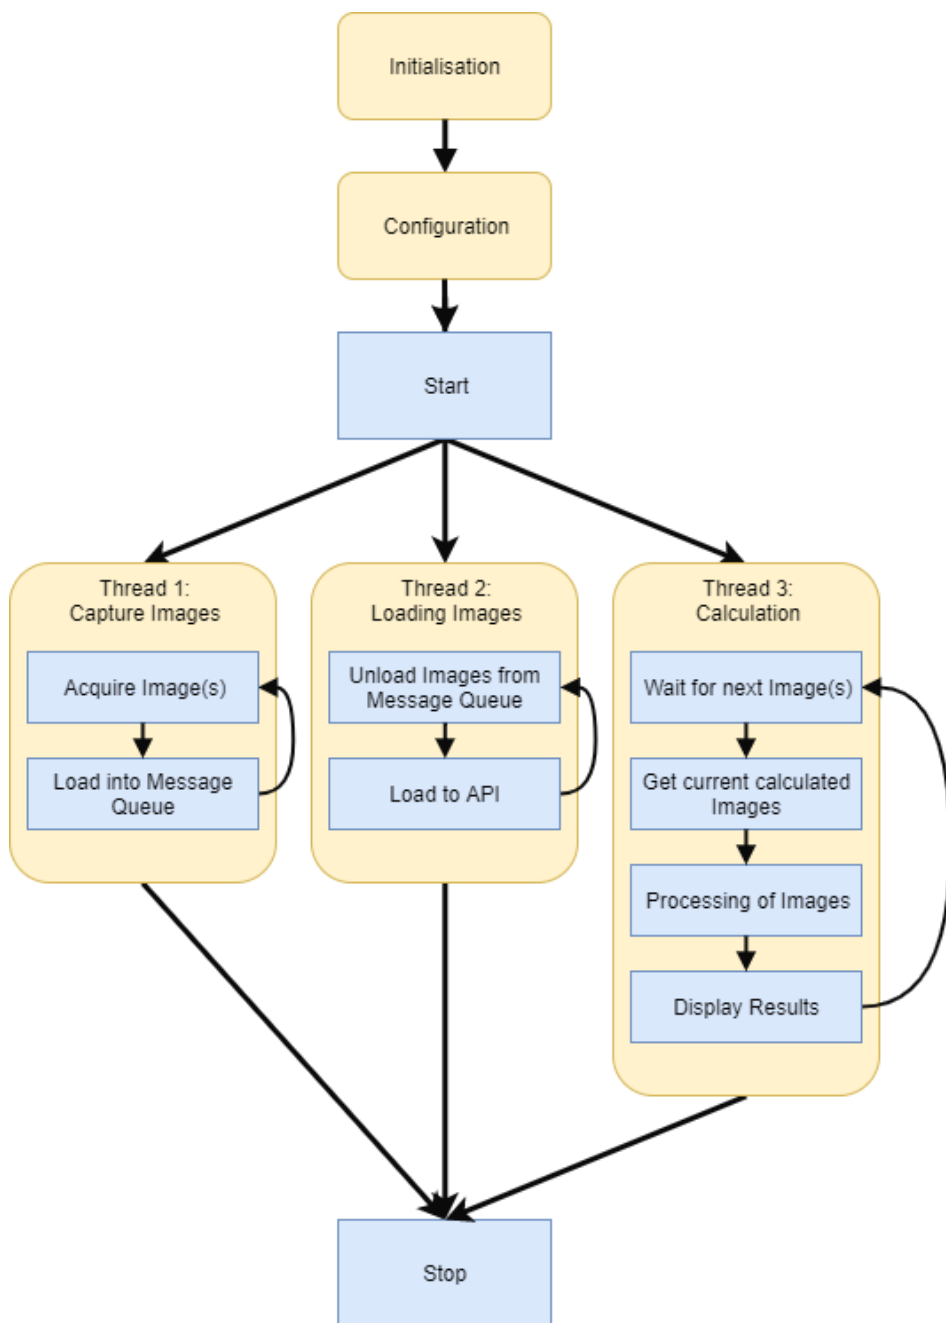 Initialisation
Configuration
Start
Thread 1:
Capture Images
Acquire Image(s)
Load into Message
Queue
Thread 2:
Loading Images
Unload Images from
Message Queue
Load to API
Thread 3:
Calculation
Wait for next Image(s)
Get current calculated
Images
Processing of Images
Display Results
Stop